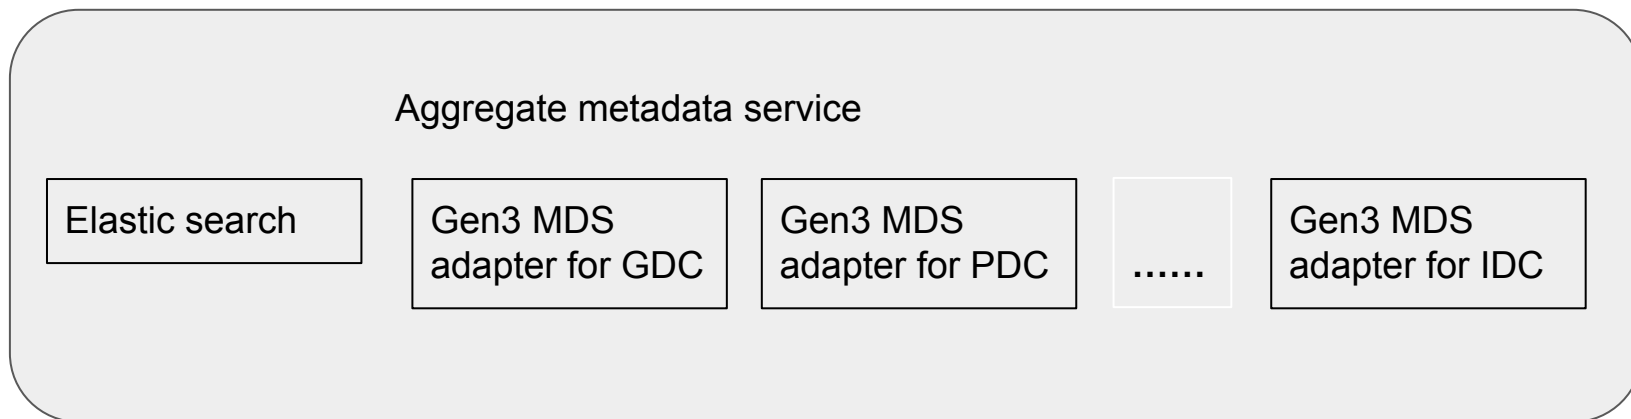 Aggregate metadata service
Elastic search
Gen3 MDS
adapter for GDC
Gen3 MDS
adapter for PDC
......
Gen3 MDS
adapter for IDC